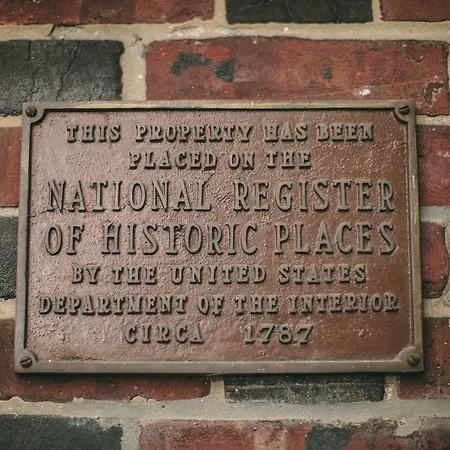 THIS PROPERTY HAS BEEN
PLACED ON THE
NATIONAL REGISTER
OF HISTORIC PLACES
BY THE UNITED STATES
DEPARTMENT OF THE INTERIOR
CIRCA 1787